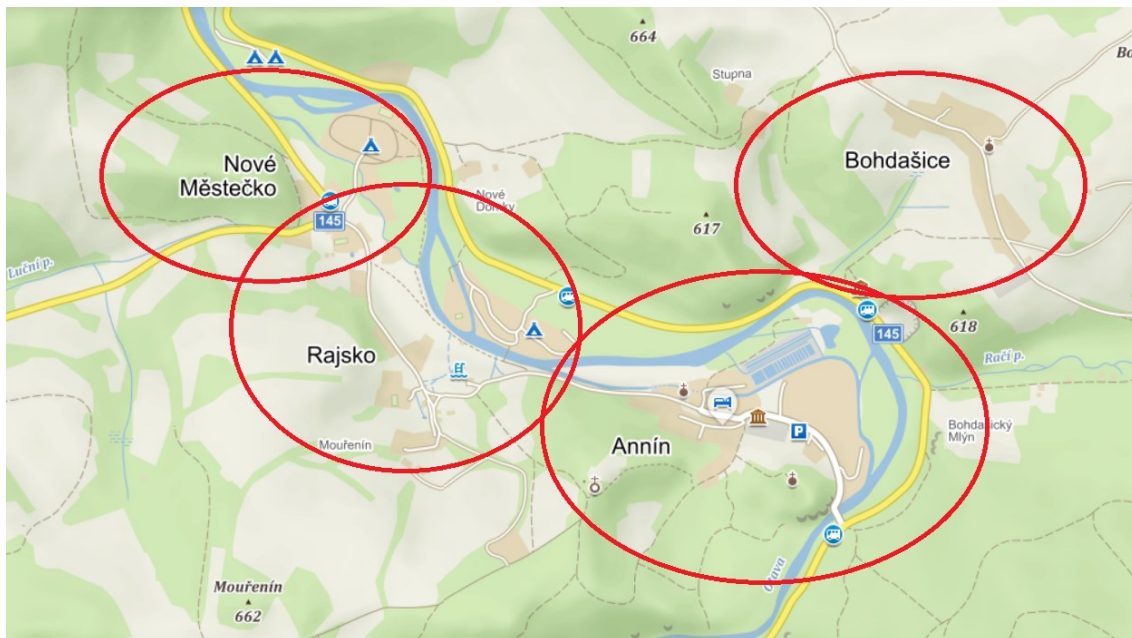 664
Bo
Stupna
Nové
Městečko
Bohdašice
Nové
Domky
145
617
Luční p.
618
145
Račí p.
Rajsko
Mouřenín
P
Annín
Bohdašický
Mlýn
Otava
Mouřenín
662